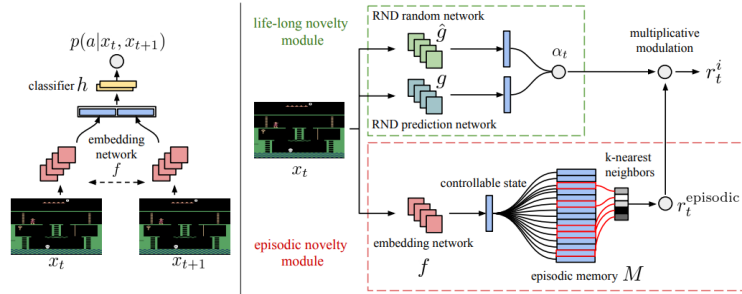 p(a|x_t, x_{t+1})
classifier h
embedding
network
f
x_t
x_{t+1}
life-long novelty
module
RND random network
ĝ
g
RND prediction network
α_t
multiplicative
modulation
r_t^i
x_t
episodic novelty
module
controllable state
embedding network
f
k-nearest
neighbors
r_t^episodic
episodic memory M